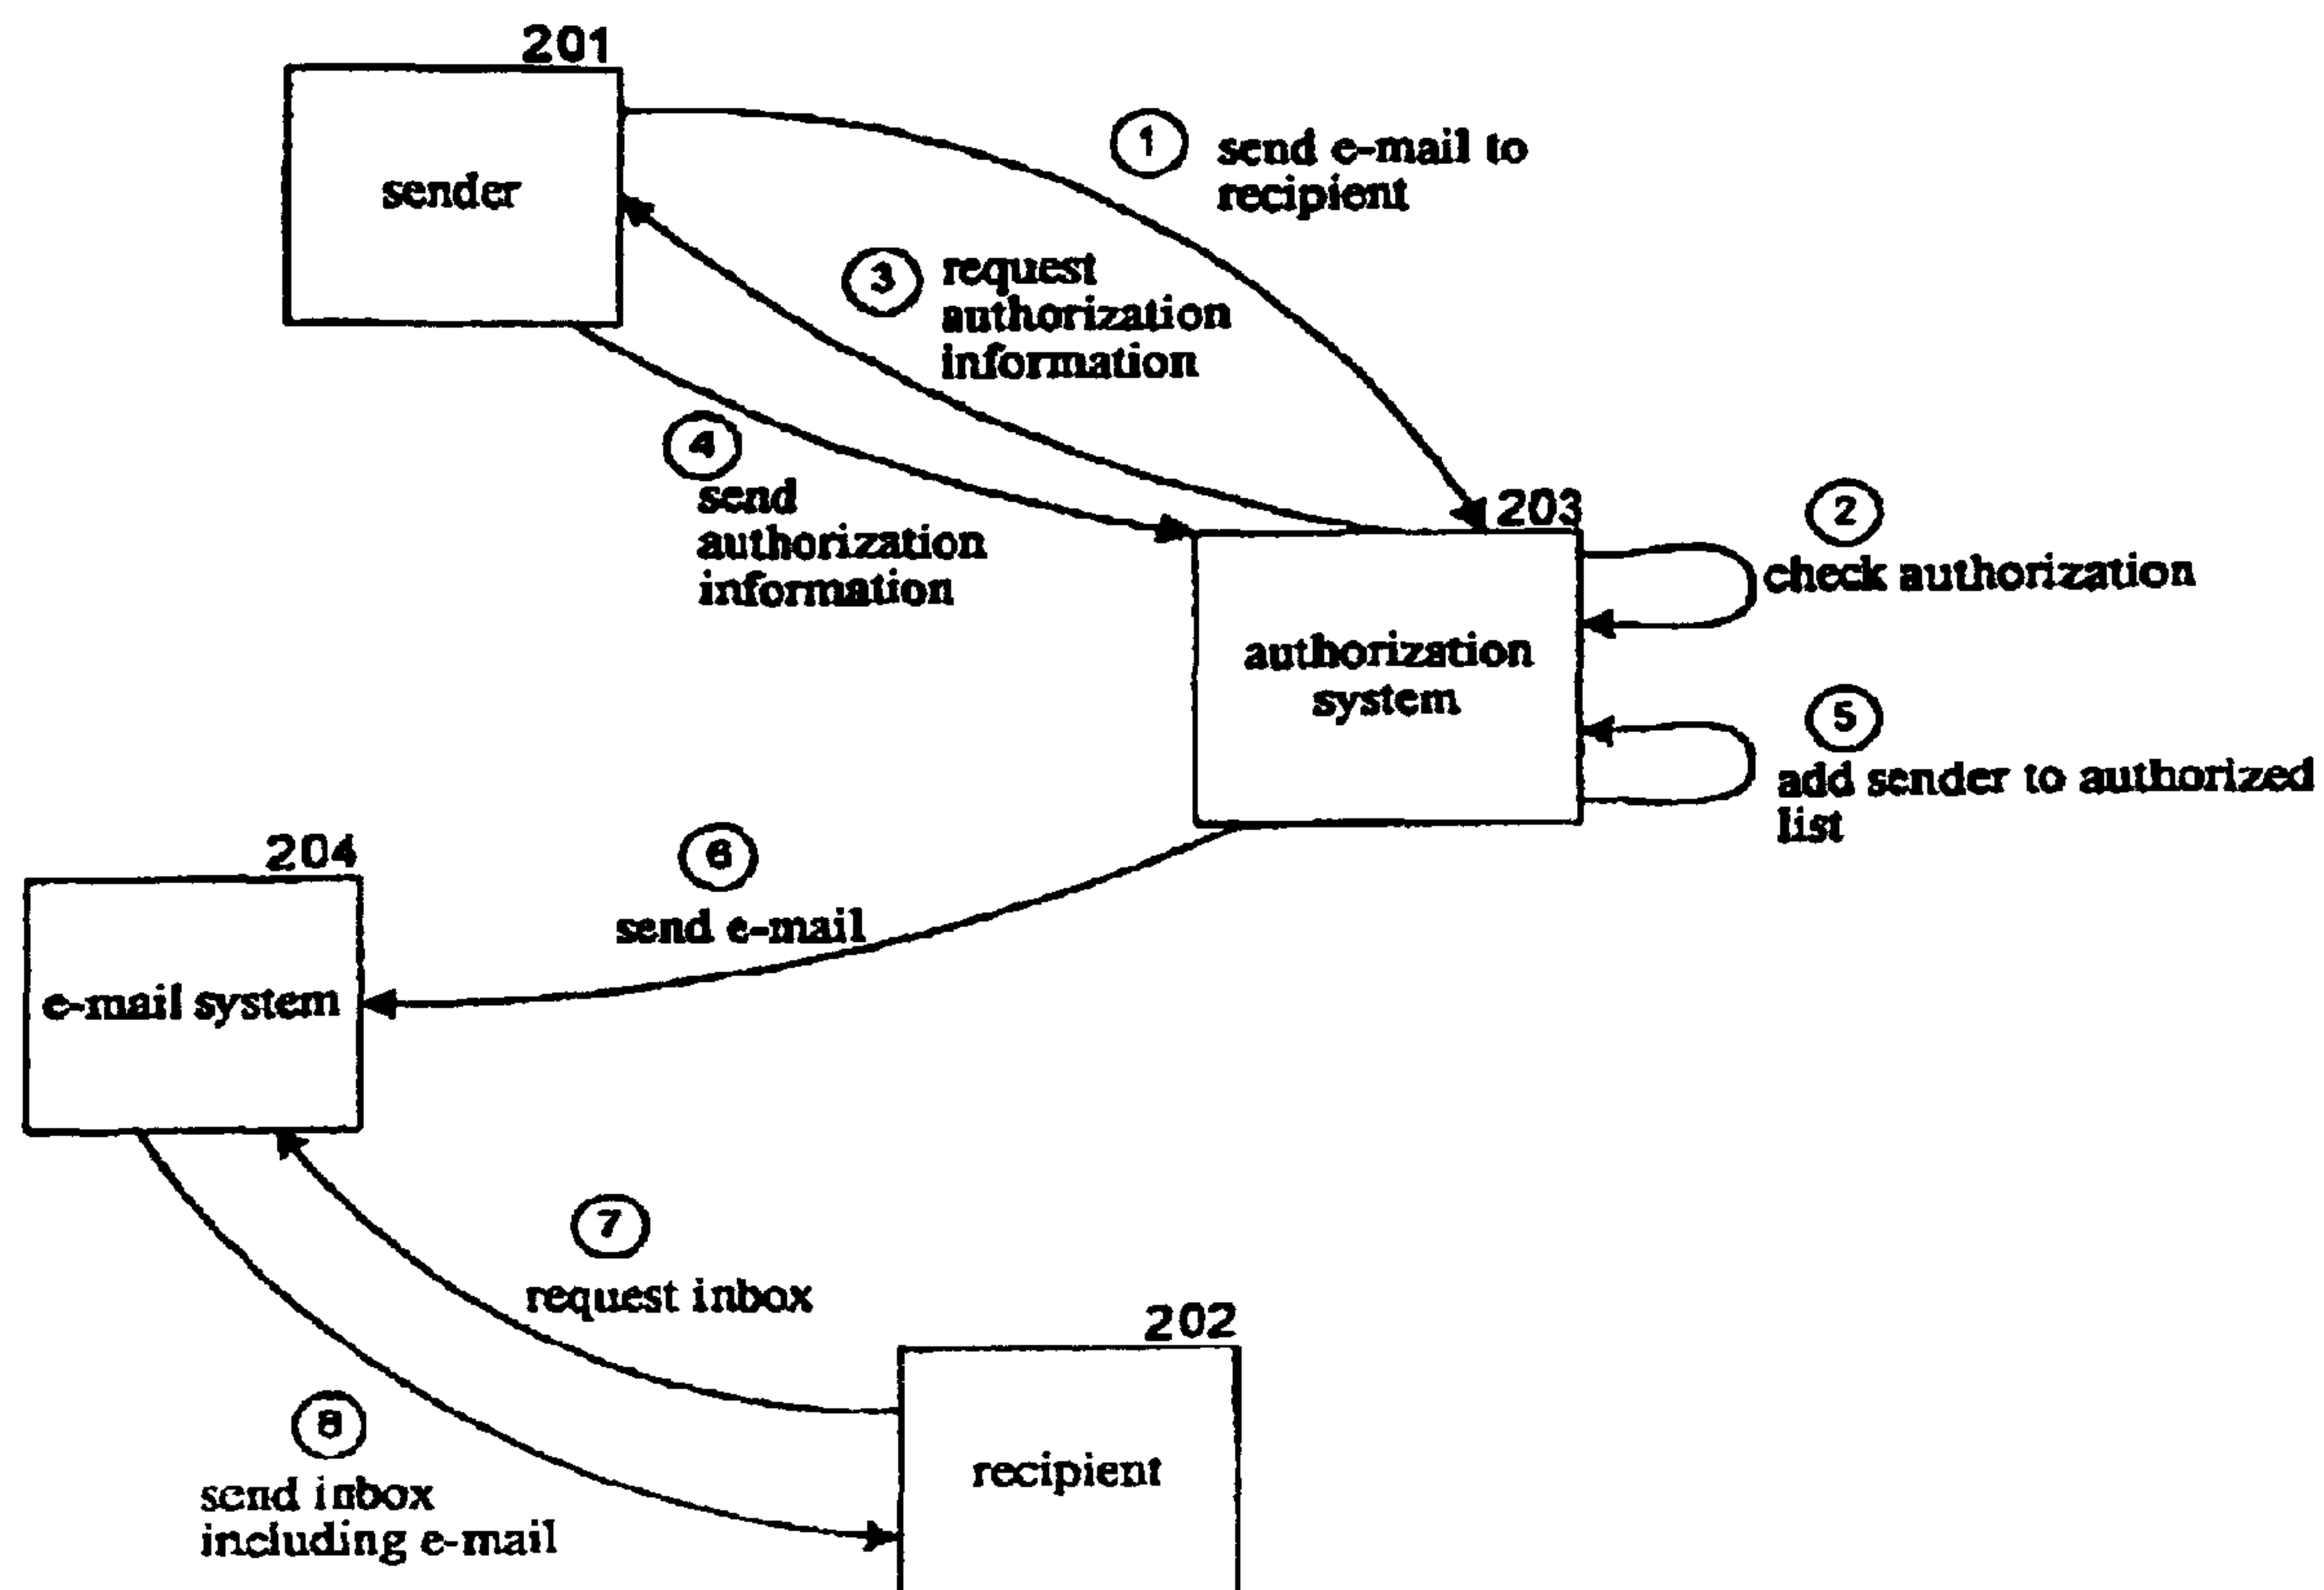 201
sender
1
send e-mail to
recipient
3
request
authorization
information
4
send
authorization
information
203
2
check authorization
authorization
system
5
add sender to authorized
list
204
6
send e-mail
e-mail system
7
request inbox
202
8
send inbox
including e-mail
recipient